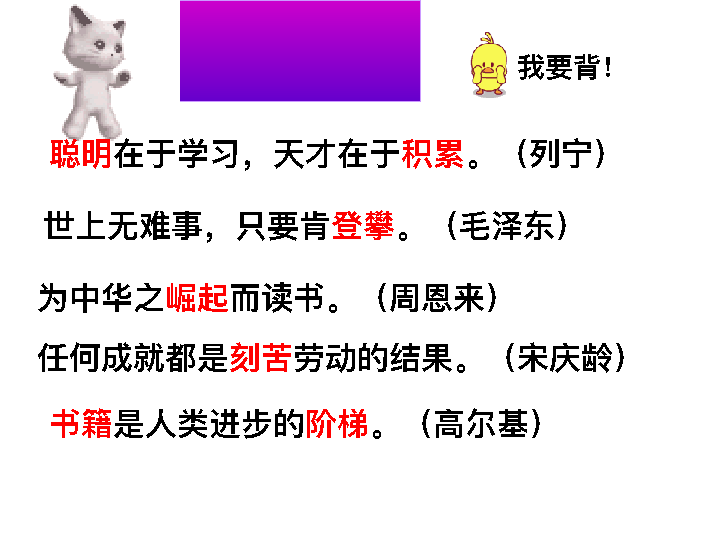 我要背！
聪明在于学习，天才在于积累。（列宁）
世上无难事，只要肯登攀。（毛泽东）
为中华之崛起而读书。（周恩来）
任何成就都是刻苦劳动的结果。（宋庆龄）
书籍是人类进步的阶梯。（高尔基）